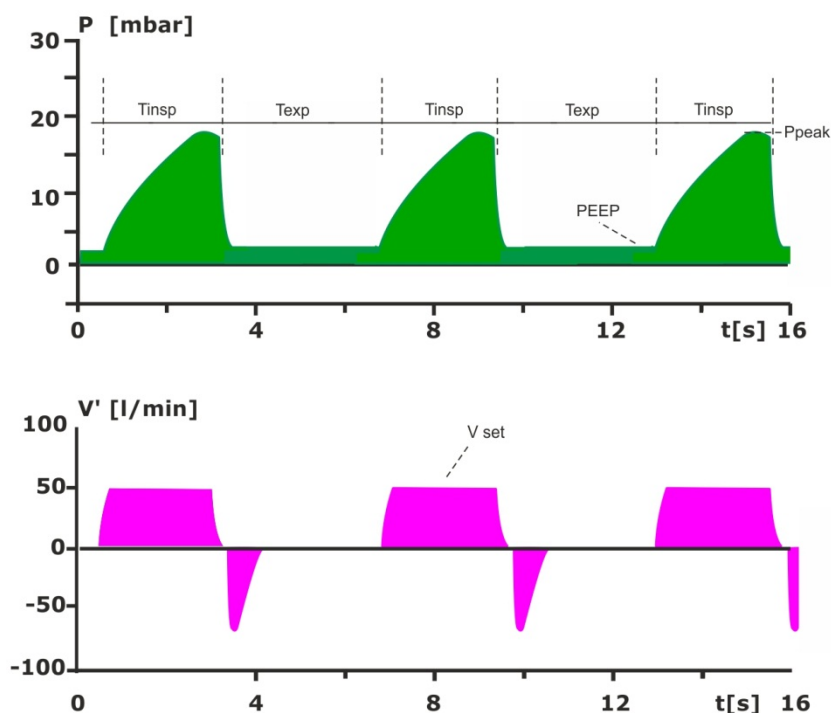 P [mbar]
30
Tinsp Texp Tinsp Texp Tinsp
20
Ppeak
10
PEEP
0
0 4 8 12 t[s] 16
V' [l/min]
100
V set
50
0
-50
-100
0 4 8 12 t[s] 16